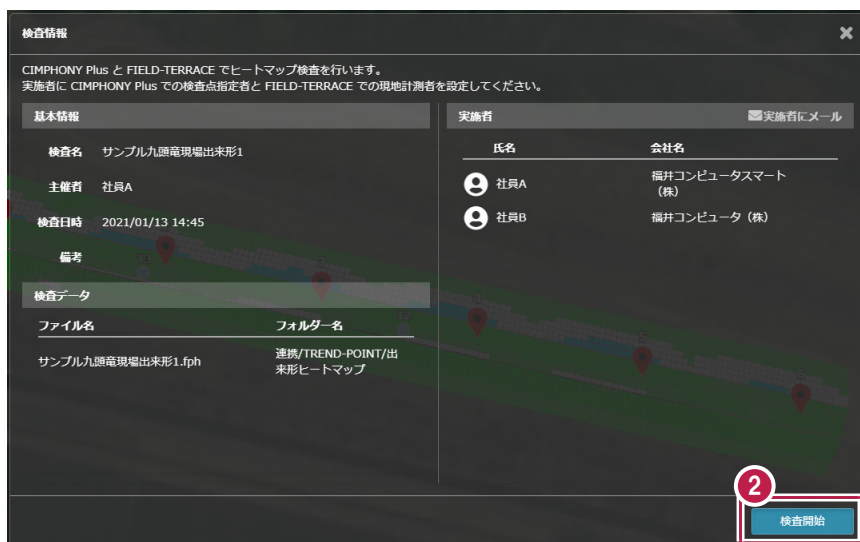 検査情報
CIMPHONY Plus と FIELD-TERRACE でヒートマップ検査を行います。
実施者に CIMPHONY Plus での検査点指定者と FIELD-TERRACE での現地計測者を設定してください。
基本情報
検査名 サンプル九頭竜現場出来形1
主催者 社員A
検査日時 2021/01/13 14:45
備考
検査データ
ファイル名 フォルダー名
サンプル九頭竜現場出来形1.fph 連携/TREND-POINT/出
来形ヒートマップ
実施者 実施者にメール
氏名 会社名
社員A 福井コンピュータスマート
(株)
社員B 福井コンピュータ(株)
2
検査開始